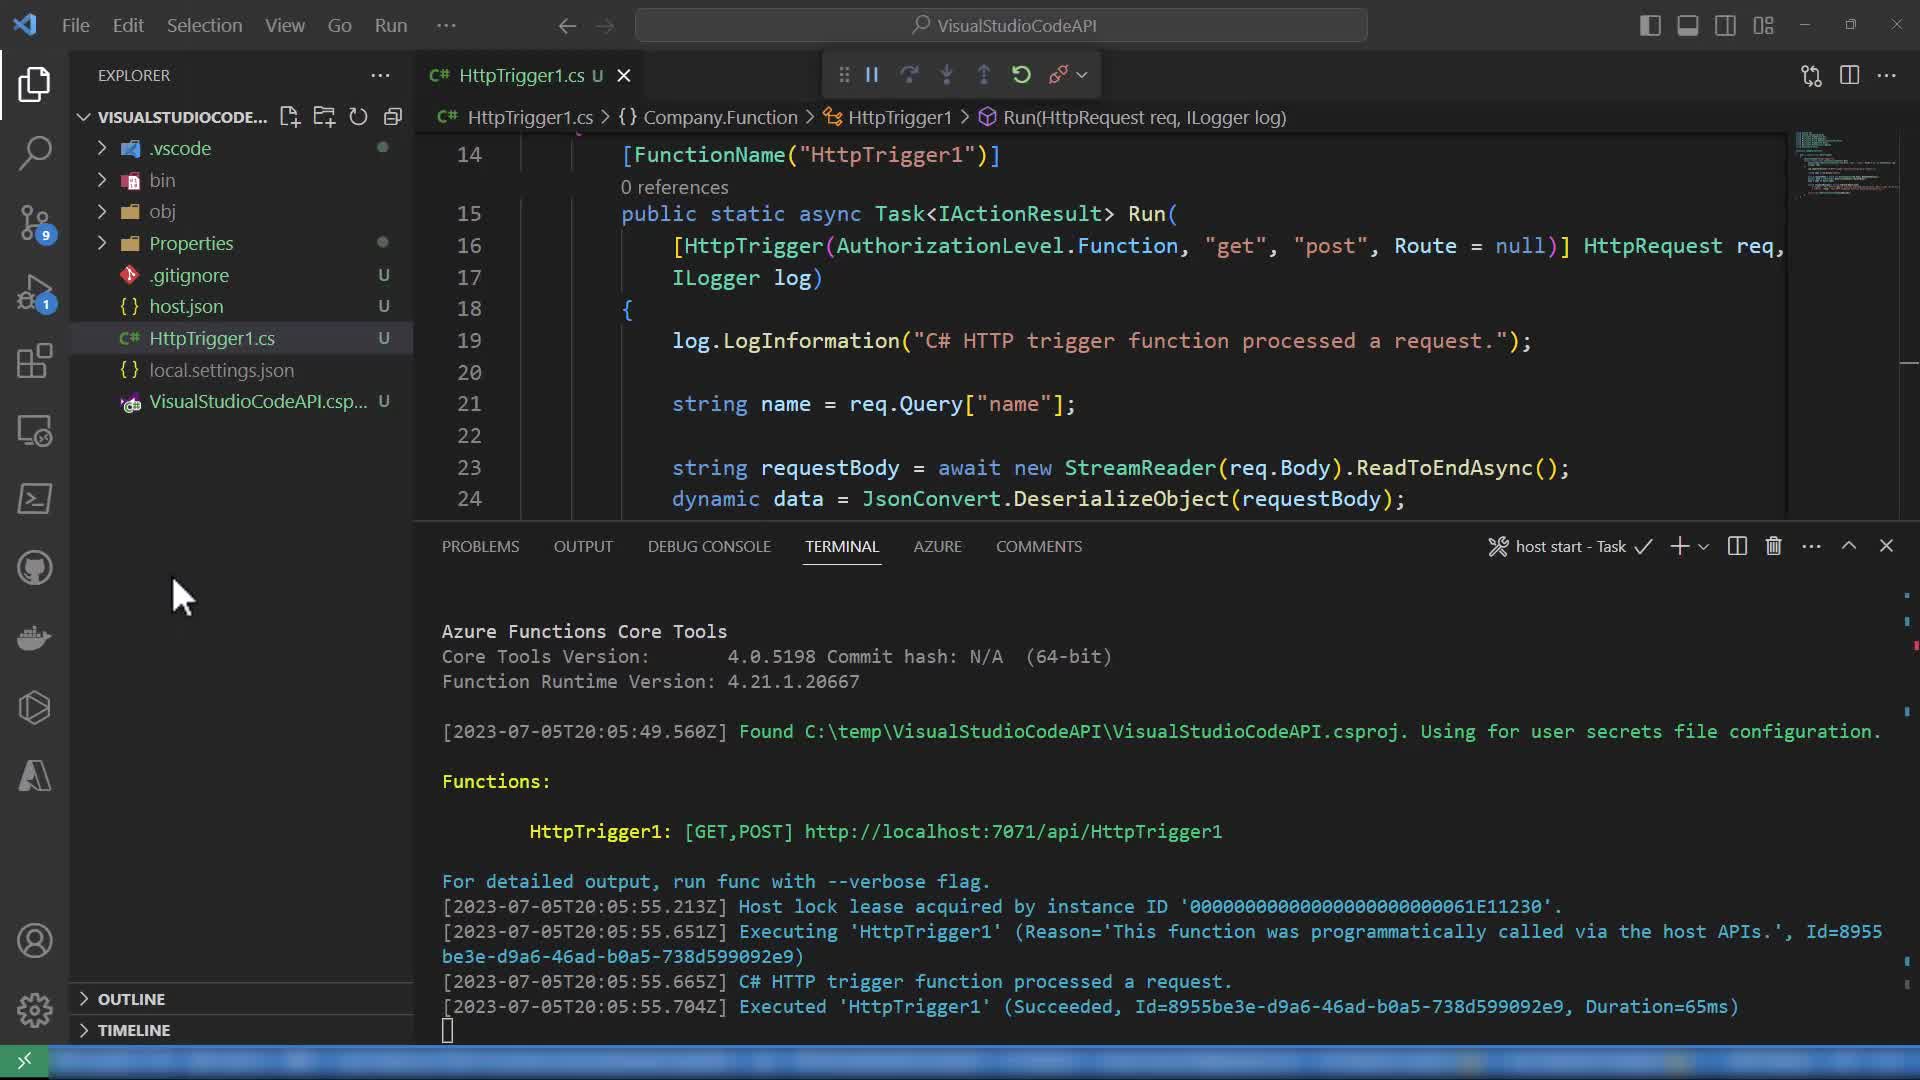 File Edit Selection View Go Run ...
VisualStudioCodeAPI
EXPLORER
VISUALSTUDIOCODE...
.vscode
bin
obj
Properties
.gitignore U
host.json U
HttpTrigger1.cs U
local.settings.json
VisualStudioCodeAPI.csp... U
OUTLINE
TIMELINE
9
1
C# HttpTrigger1.cs U
C# HttpTrigger1.cs > {} Company.Function > HttpTrigger1 > Run(HttpRequest req, ILogger log)
14 [FunctionName("HttpTrigger1")]
0 references
15 public static async Task<IActionResult> Run(
16 [HttpTrigger(AuthorizationLevel.Function, "get", "post", Route = null)] HttpRequest req,
17 ILogger log)
18 {
19 log.LogInformation("C# HTTP trigger function processed a request.");
20
21 string name = req.Query["name"];
22
23 string requestBody = await new StreamReader(req.Body).ReadToEndAsync();
24 dynamic data = JsonConvert.DeserializeObject(requestBody);
PROBLEMS OUTPUT DEBUG CONSOLE TERMINAL AZURE COMMENTS
host start - Task
Azure Functions Core Tools
Core Tools Version: 4.0.5198 Commit hash: N/A (64-bit)
Function Runtime Version: 4.21.1.20667
[2023-07-05T20:05:49.560Z] Found C:\temp\VisualStudioCodeAPI\VisualStudioCodeAPI.csproj. Using for user secrets file configuration.
Functions:
HttpTrigger1: [GET,POST] http://localhost:7071/api/HttpTrigger1
For detailed output, run func with --verbose flag.
[2023-07-05T20:05:55.213Z] Host lock lease acquired by instance ID '00000000000000000000000061E11230'.
[2023-07-05T20:05:55.651Z] Executing 'HttpTrigger1' (Reason='This function was programmatically called via the host APIs.', Id=8955
be3e-d9a6-46ad-b0a5-738d599092e9)
[2023-07-05T20:05:55.665Z] C# HTTP trigger function processed a request.
[2023-07-05T20:05:55.704Z] Executed 'HttpTrigger1' (Succeeded, Id=8955be3e-d9a6-46ad-b0a5-738d599092e9, Duration=65ms)